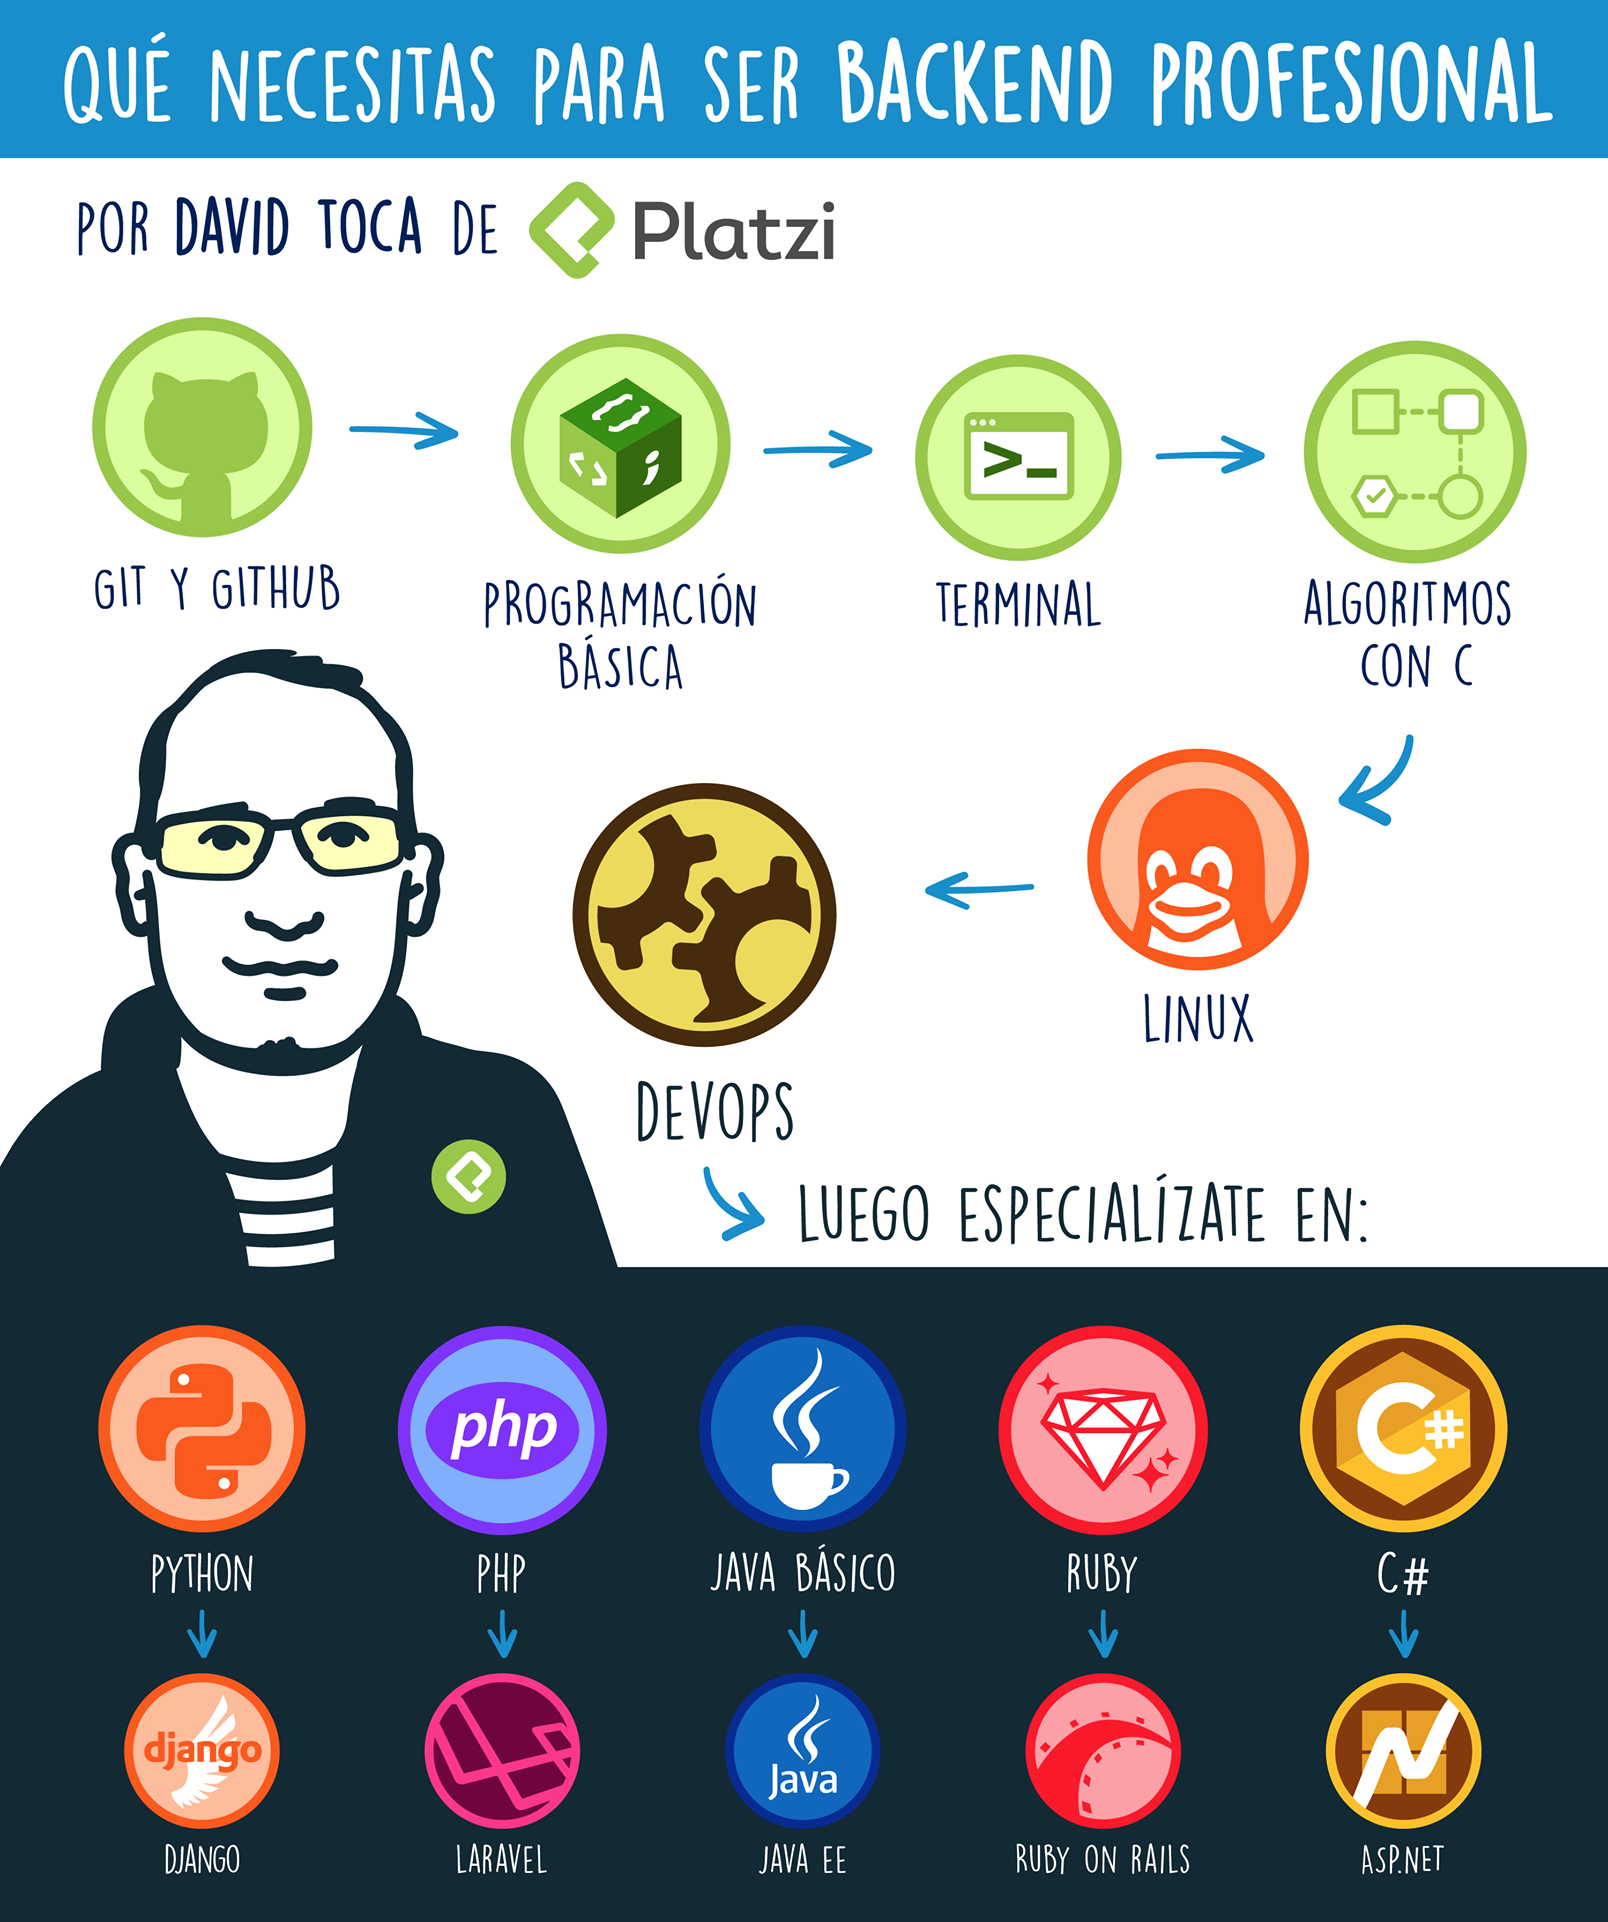 QUÉ NECESITAS PARA SER BACKEND PROFESIONAL
POR DAVID TOCA DE Platzi
GIT Y GITHUB
PROGRAMACIÓN
BÁSICA
TERMINAL
ALGORITMOS
CON C
LINUX
DEVOPS
LUEGO ESPECIALÍZATE EN:
php
C#
PYTHON
PHP
JAVA BÁSICO
RUBY
C#
django
Java
DJANGO
LARAVEL
JAVA EE
RUBY ON RAILS
ASP.NET